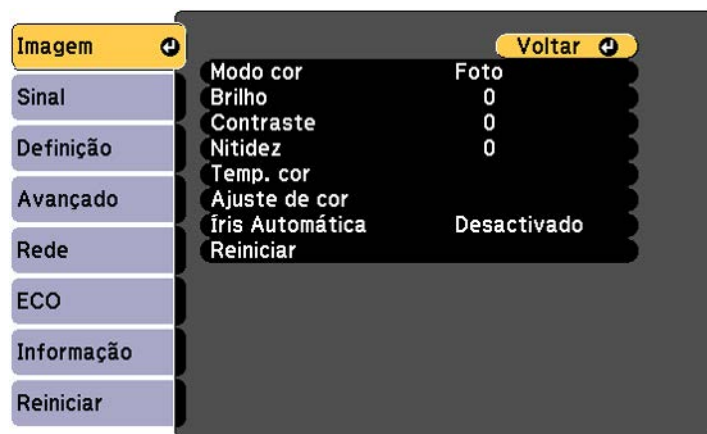 Imagem
Sinal
Definição
Avançado
Rede
ECO
Informação
Reiniciar
Voltar
Modo cor Foto
Brilho 0
Contraste 0
Nitidez 0
Temp. cor
Ajuste de cor
Íris Automática Desactivado
Reiniciar